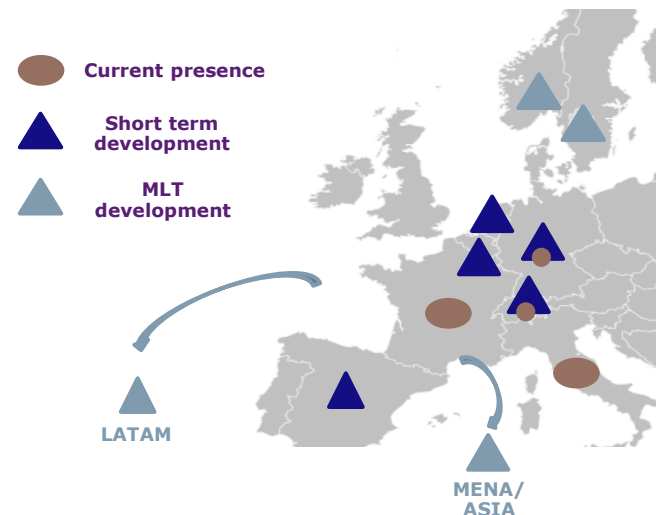 Current presence
Short term
development
MLT
development
LATAM
MENA/
ASIA